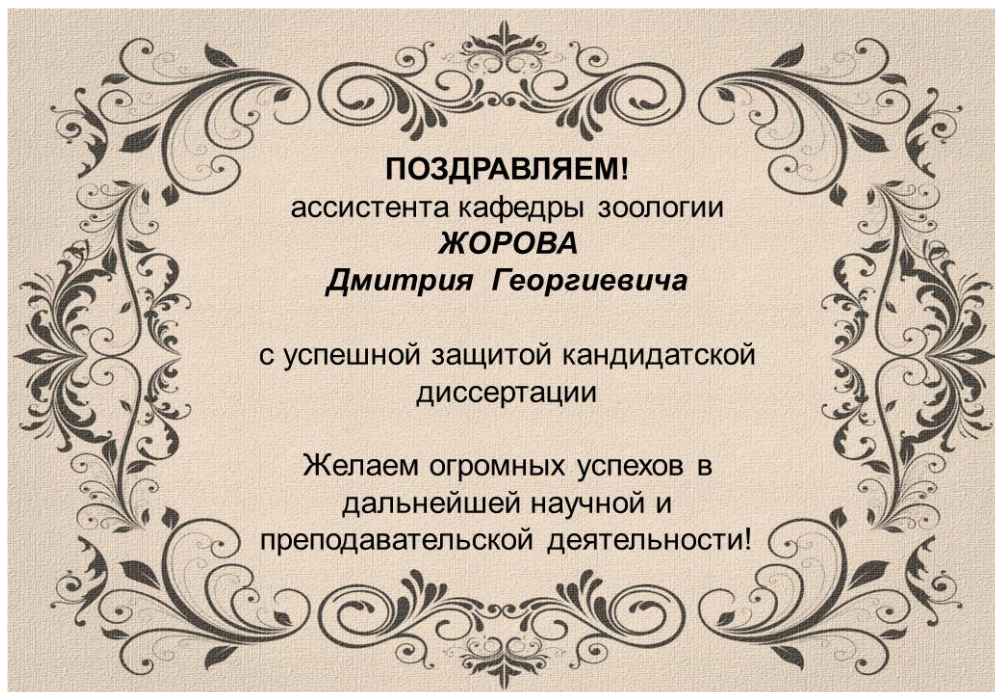 ПОЗДРАВЛЯЕМ!
ассистента кафедры зоологии
ЖОРОВА
Дмитрия Георгиевича
с успешной защитой кандидатской
диссертации
Желаем огромных успехов в
дальнейшей научной и
преподавательской деятельности!